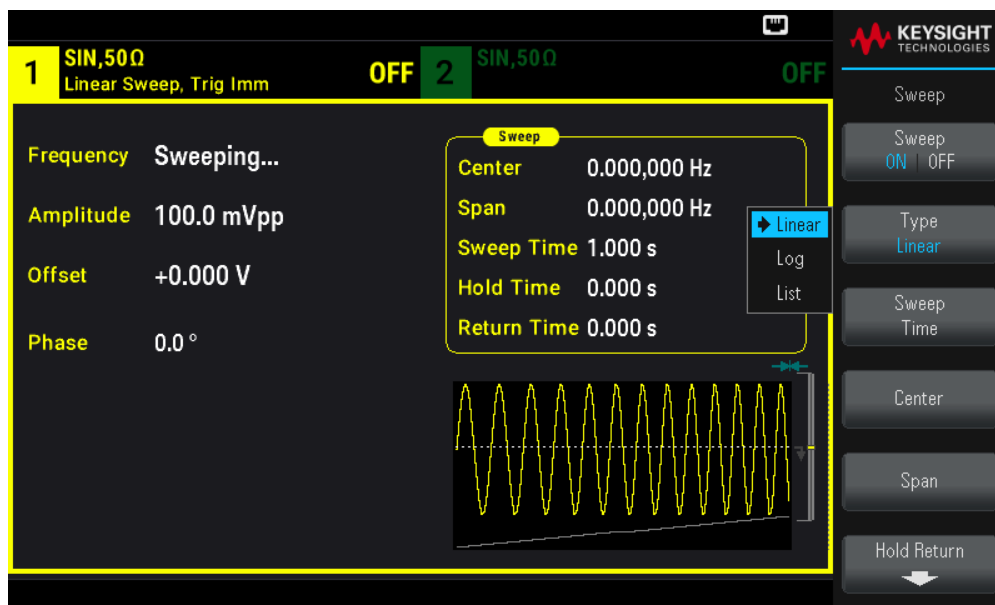 KEYSIGHT
TECHNOLOGIES
1
SIN,50Ω
Linear Sweep, Trig Imm
OFF
2
SIN,50Ω
OFF
Frequency Sweeping...
Amplitude 100.0 mVpp
Offset +0.000 V
Phase 0.0 °
Sweep
Center 0.000,000 Hz
Span 0.000,000 Hz
Sweep Time 1.000 s
Hold Time 0.000 s
Return Time 0.000 s
Linear
Log
List
Sweep
Sweep
ON | OFF
Type
Linear
Sweep
Time
Center
Span
Hold Return